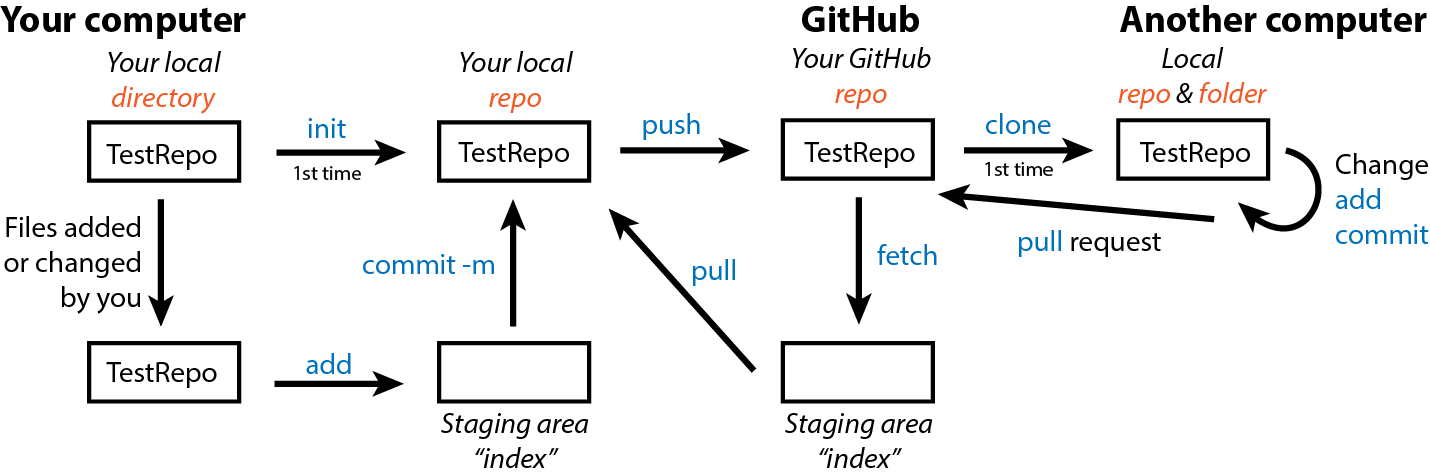 Your computer
GitHub
Another computer
Your local
directory
Your local
repo
Your GitHub
repo
Local
repo & folder
TestRepo
init
1st time
TestRepo
push
TestRepo
clone
1st time
TestRepo
Change
add
commit
Files added
or changed
by you
commit -m
pull
fetch
pull request
TestRepo
add
Staging area
“index”
Staging area
“index”